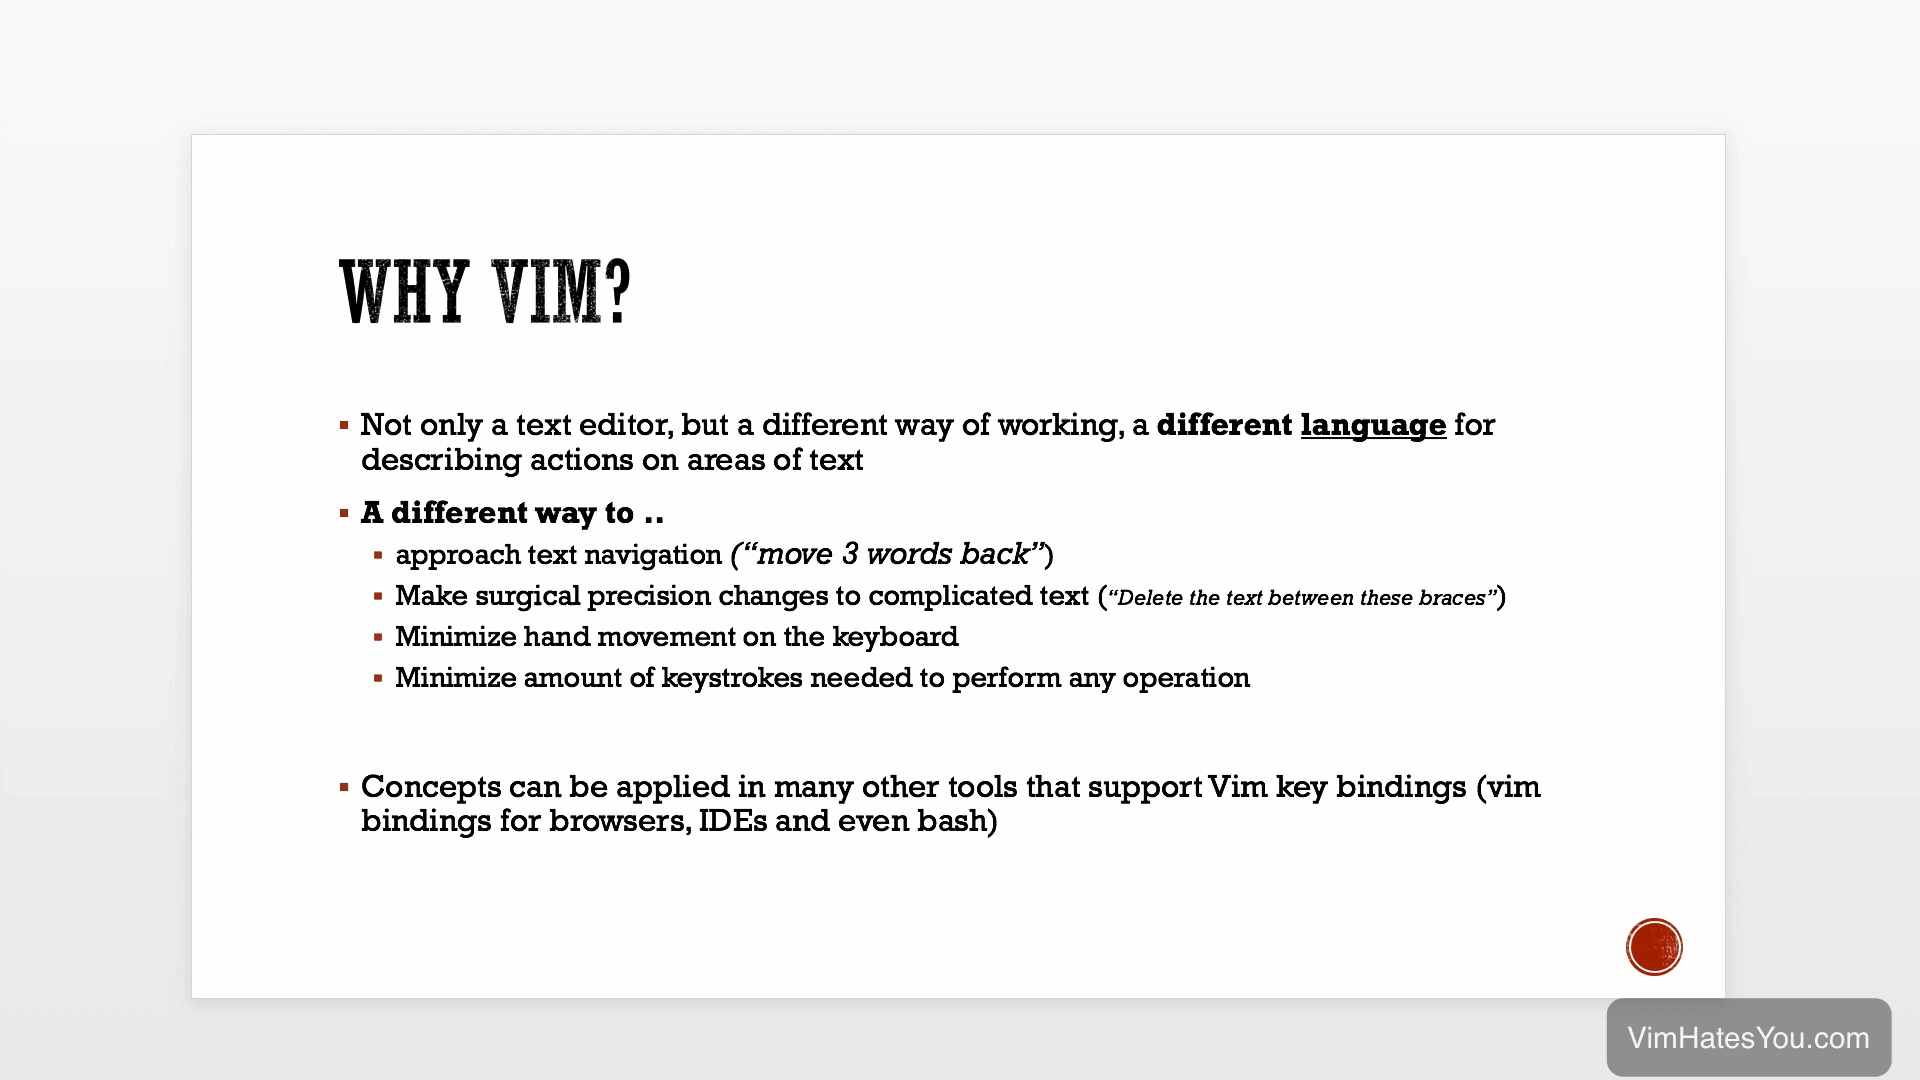 WHY VIM?
▪ Not only a text editor, but a different way of working, a different language for
describing actions on areas of text
▪ A different way to ..
▪ approach text navigation (“move 3 words back”)
▪ Make surgical precision changes to complicated text (“Delete the text between these braces”)
▪ Minimize hand movement on the keyboard
▪ Minimize amount of keystrokes needed to perform any operation
▪ Concepts can be applied in many other tools that support Vim key bindings (vim
bindings for browsers, IDEs and even bash)
VimHatesYou.com